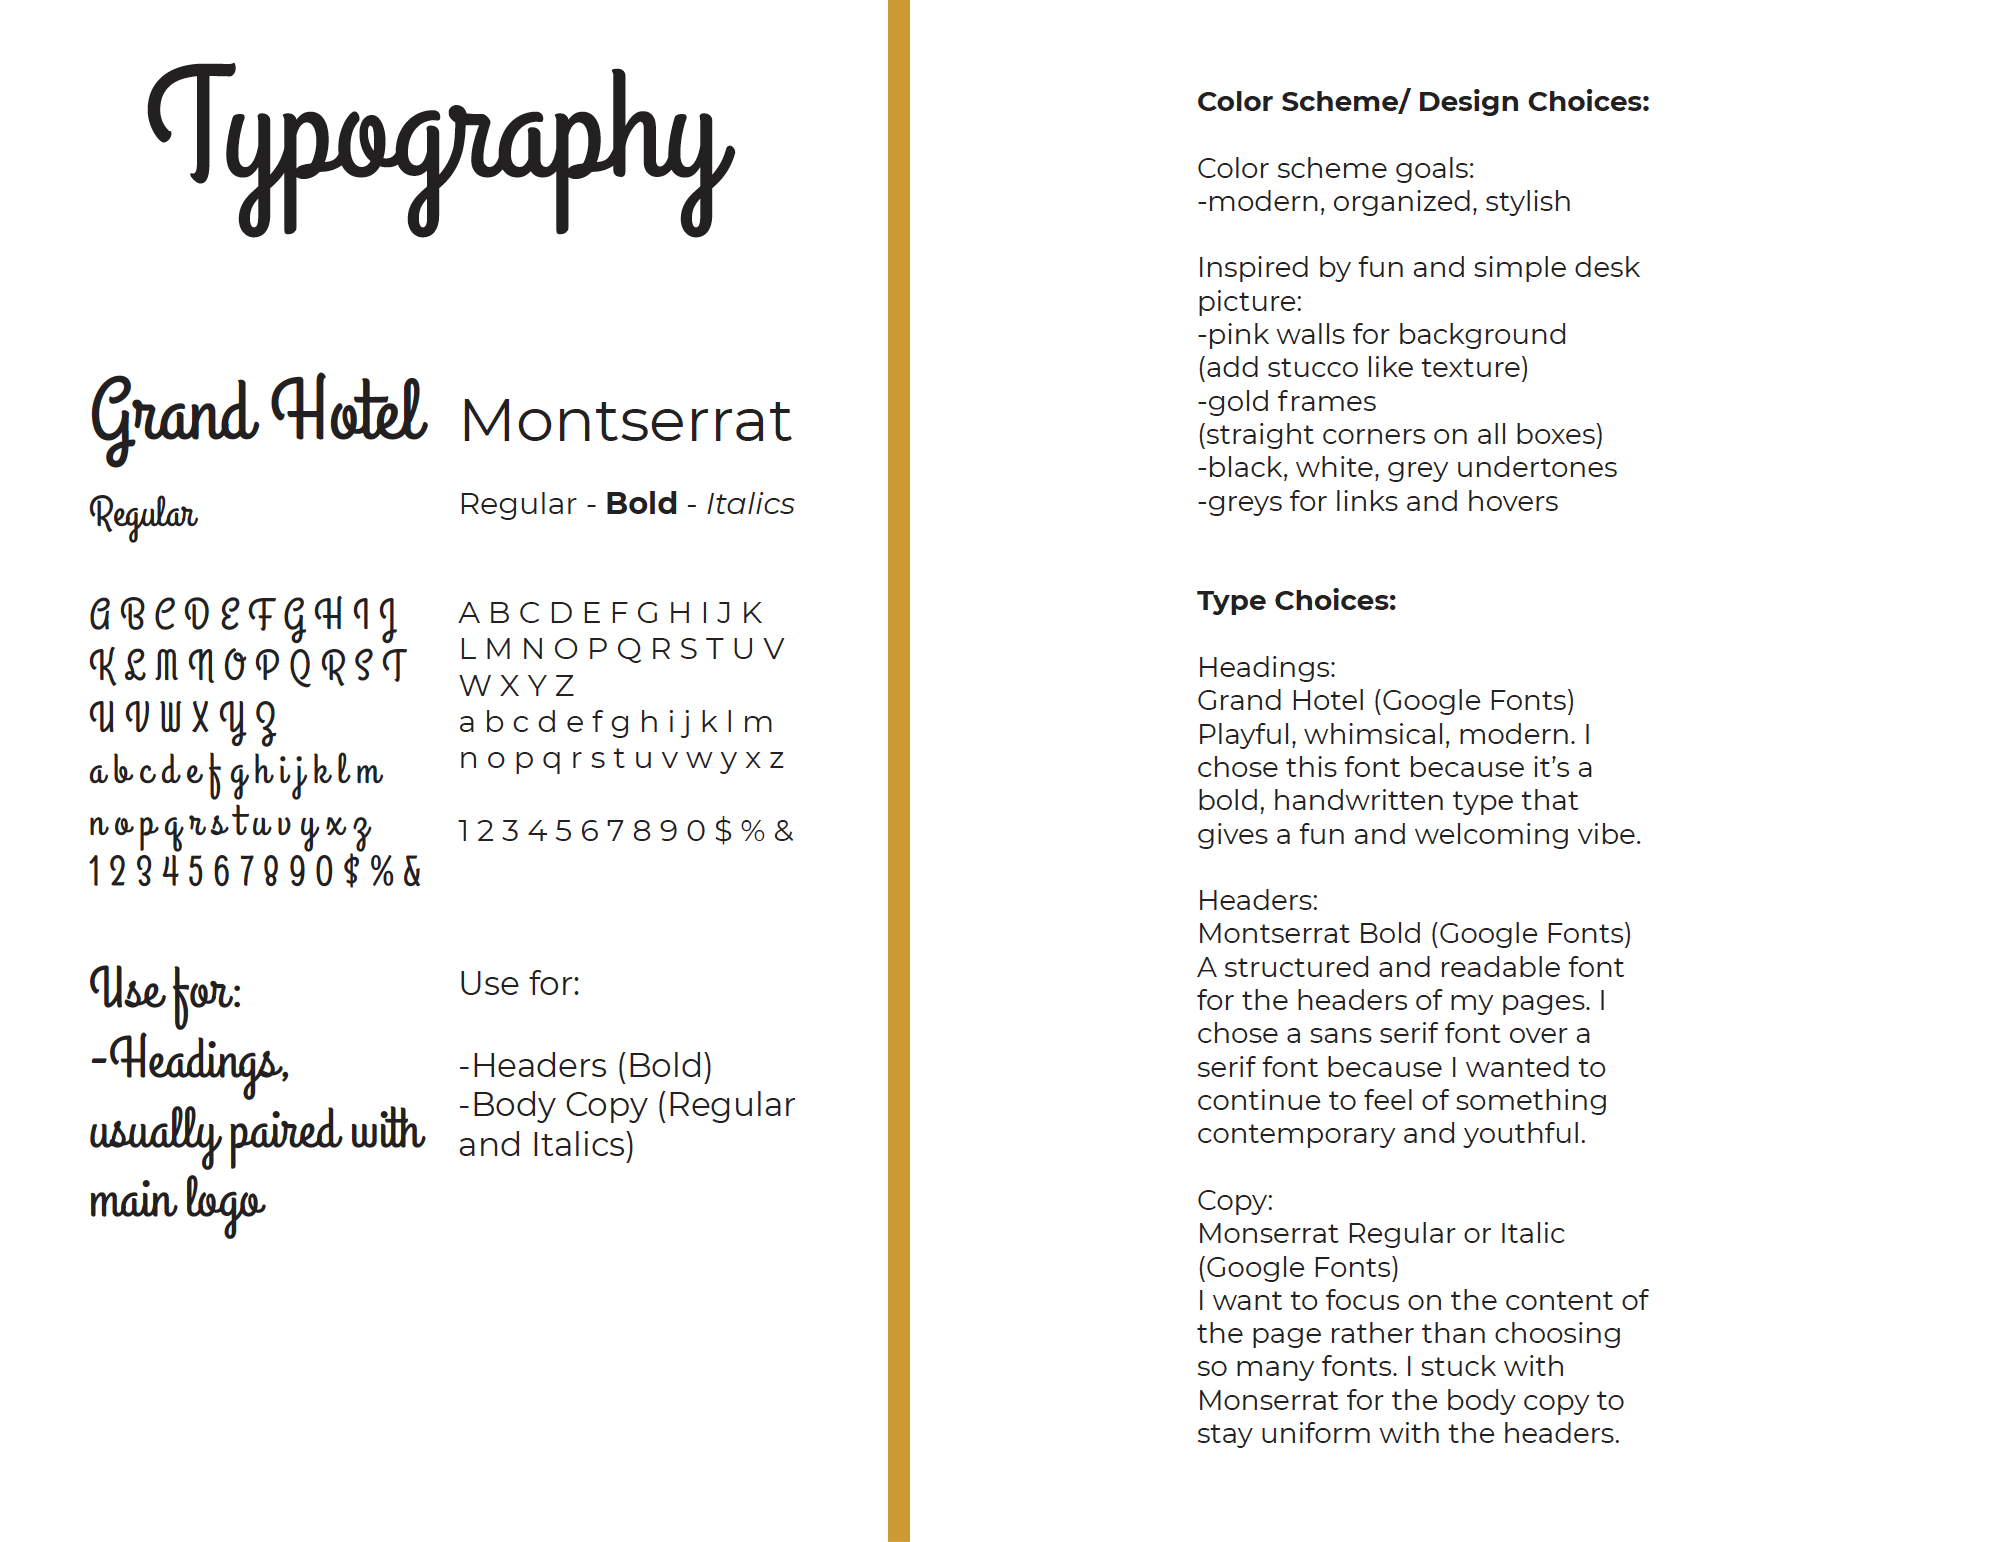 Typography
Grand Hotel
Regular
A B C D E F G H I J
K L M N O P Q R S T
U V W X Y Z
a b c d e f g h i j k l m
n o p q r s t u v y x z
1 2 3 4 5 6 7 8 9 0 $ % &
Use for:
-Headings,
usually paired with
main logo
Montserrat
Regular - Bold - Italics
A B C D E F G H I J K
L M N O P Q R S T U V
W X Y Z
a b c d e f g h i j k l m
n o p q r s t u v w y x z
1 2 3 4 5 6 7 8 9 0 $ % &
Use for:
-Headers (Bold)
-Body Copy (Regular
and Italics)
Color Scheme/ Design Choices:
Color scheme goals:
-modern, organized, stylish
Inspired by fun and simple desk
picture:
-pink walls for background
(add stucco like texture)
-gold frames
(straight corners on all boxes)
-black, white, grey undertones
-greys for links and hovers
Type Choices:
Headings:
Grand Hotel (Google Fonts)
Playful, whimsical, modern. I
chose this font because it’s a
bold, handwritten type that
gives a fun and welcoming vibe.
Headers:
Montserrat Bold (Google Fonts)
A structured and readable font
for the headers of my pages. I
chose a sans serif font over a
serif font because I wanted to
continue to feel of something
contemporary and youthful.
Copy:
Monserrat Regular or Italic
(Google Fonts)
I want to focus on the content of
the page rather than choosing
so many fonts. I stuck with
Monserrat for the body copy to
stay uniform with the headers.